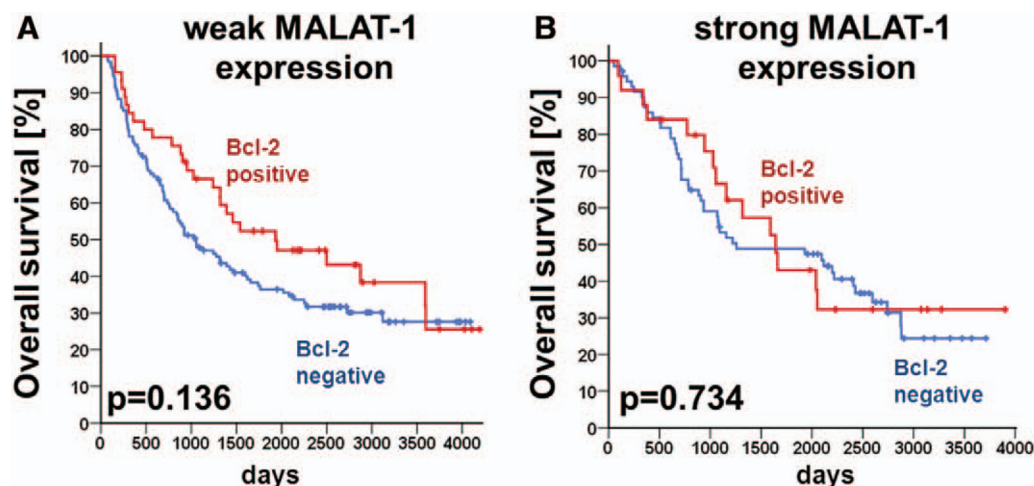 A
weak MALAT-1
expression
Overall survival [%]
100
90
80
70
60
50
40
30
20
10
0
Bcl-2
positive
Bcl-2
negative
p=0.136
0 500 1000 1500 2000 2500 3000 3500 4000
days
B
strong MALAT-1
expression
Overall survival [%]
100
90
80
70
60
50
40
30
20
10
0
Bcl-2
positive
Bcl-2
negative
p=0.734
0 500 1000 1500 2000 2500 3000 3500 4000
days